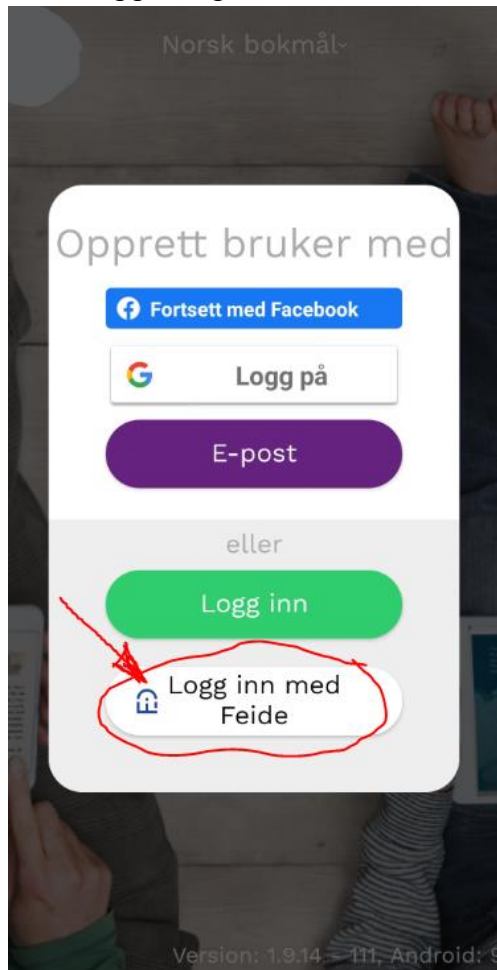 Norsk bokmål
Opprett bruker med
Fortsett med Facebook
Logg på
E-post
eller
Logg inn
Logg inn med
Feide
Version: 1.9.14 - 111, Android: 9